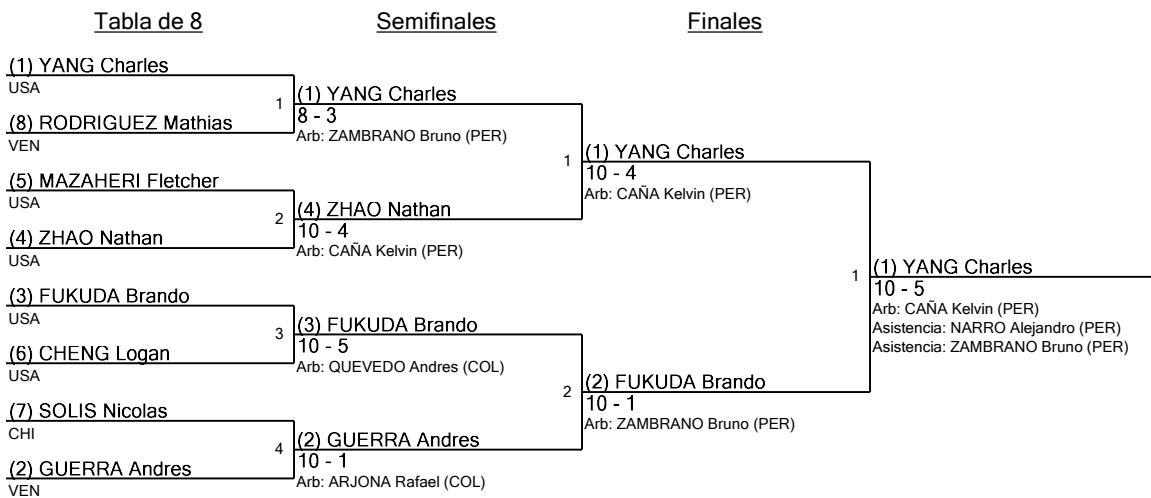 Tabla de 8
Semifinales
Finales
(1) YANG Charles
USA
1
(8) RODRIGUEZ Mathias
VEN
(5) MAZAHERI Fletcher
USA
2
(4) ZHAO Nathan
USA
(3) FUKUDA Brando
USA
3
(6) CHENG Logan
USA
(7) SOLIS Nicolas
CHI
4
(2) GUERRA Andres
VEN
(1) YANG Charles
8 - 3
Arb: ZAMBRANO Bruno (PER)
1
(4) ZHAO Nathan
10 - 4
Arb: CAÑA Kelvin (PER)
(3) FUKUDA Brando
10 - 5
Arb: QUEVEDO Andres (COL)
2
(2) GUERRA Andres
10 - 1
Arb: ARJONA Rafael (COL)
(1) YANG Charles
10 - 4
Arb: CAÑA Kelvin (PER)
1
(2) FUKUDA Brando
10 - 1
Arb: ZAMBRANO Bruno (PER)
(1) YANG Charles
10 - 5
Arb: CAÑA Kelvin (PER)
Asistencia: NARRO Alejandro (PER)
Asistencia: ZAMBRANO Bruno (PER)